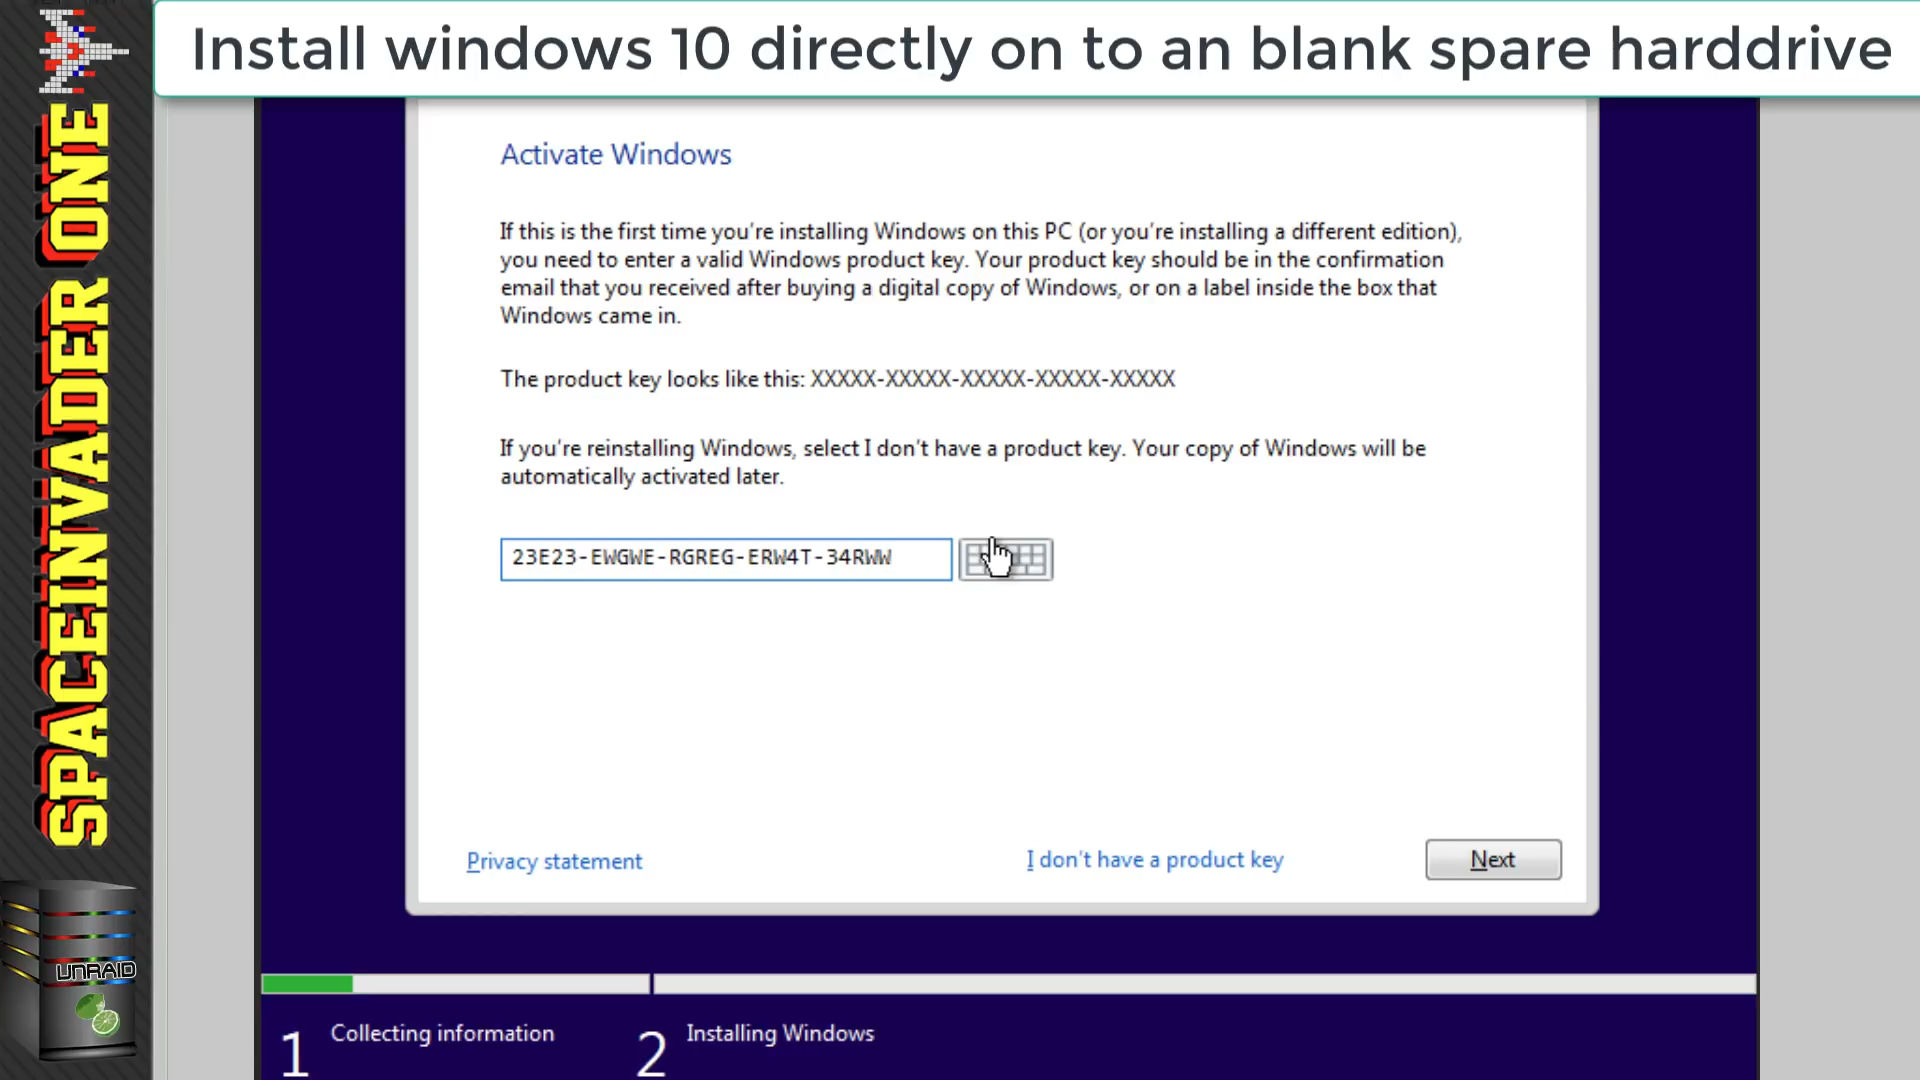 Install windows 10 directly on to an blank spare harddrive
SPACEINVADER ONE
Activate Windows
If this is the first time you're installing Windows on this PC (or you're installing a different edition),
you need to enter a valid Windows product key. Your product key should be in the confirmation
email that you received after buying a digital copy of Windows, or on a label inside the box that
Windows came in.
The product key looks like this: XXXXX-XXXXX-XXXXX-XXXXX-XXXXX
If you're reinstalling Windows, select I don't have a product key. Your copy of Windows will be
automatically activated later.
23E23-EWGWE-RGREG-ERW4T-34RWW
Privacy statement
I don't have a product key
Next
UNRAID
1 Collecting information
2 Installing Windows